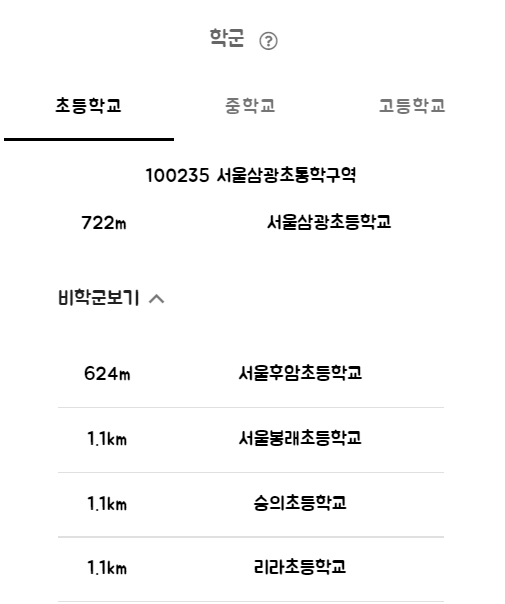 학군 ?
초등학교 중학교 고등학교
100235 서울삼광초통학구역
722m 서울삼광초등학교
비학군보기
624m 서울후암초등학교
1.1km 서울봉래초등학교
1.1km 숭의초등학교
1.1km 리라초등학교